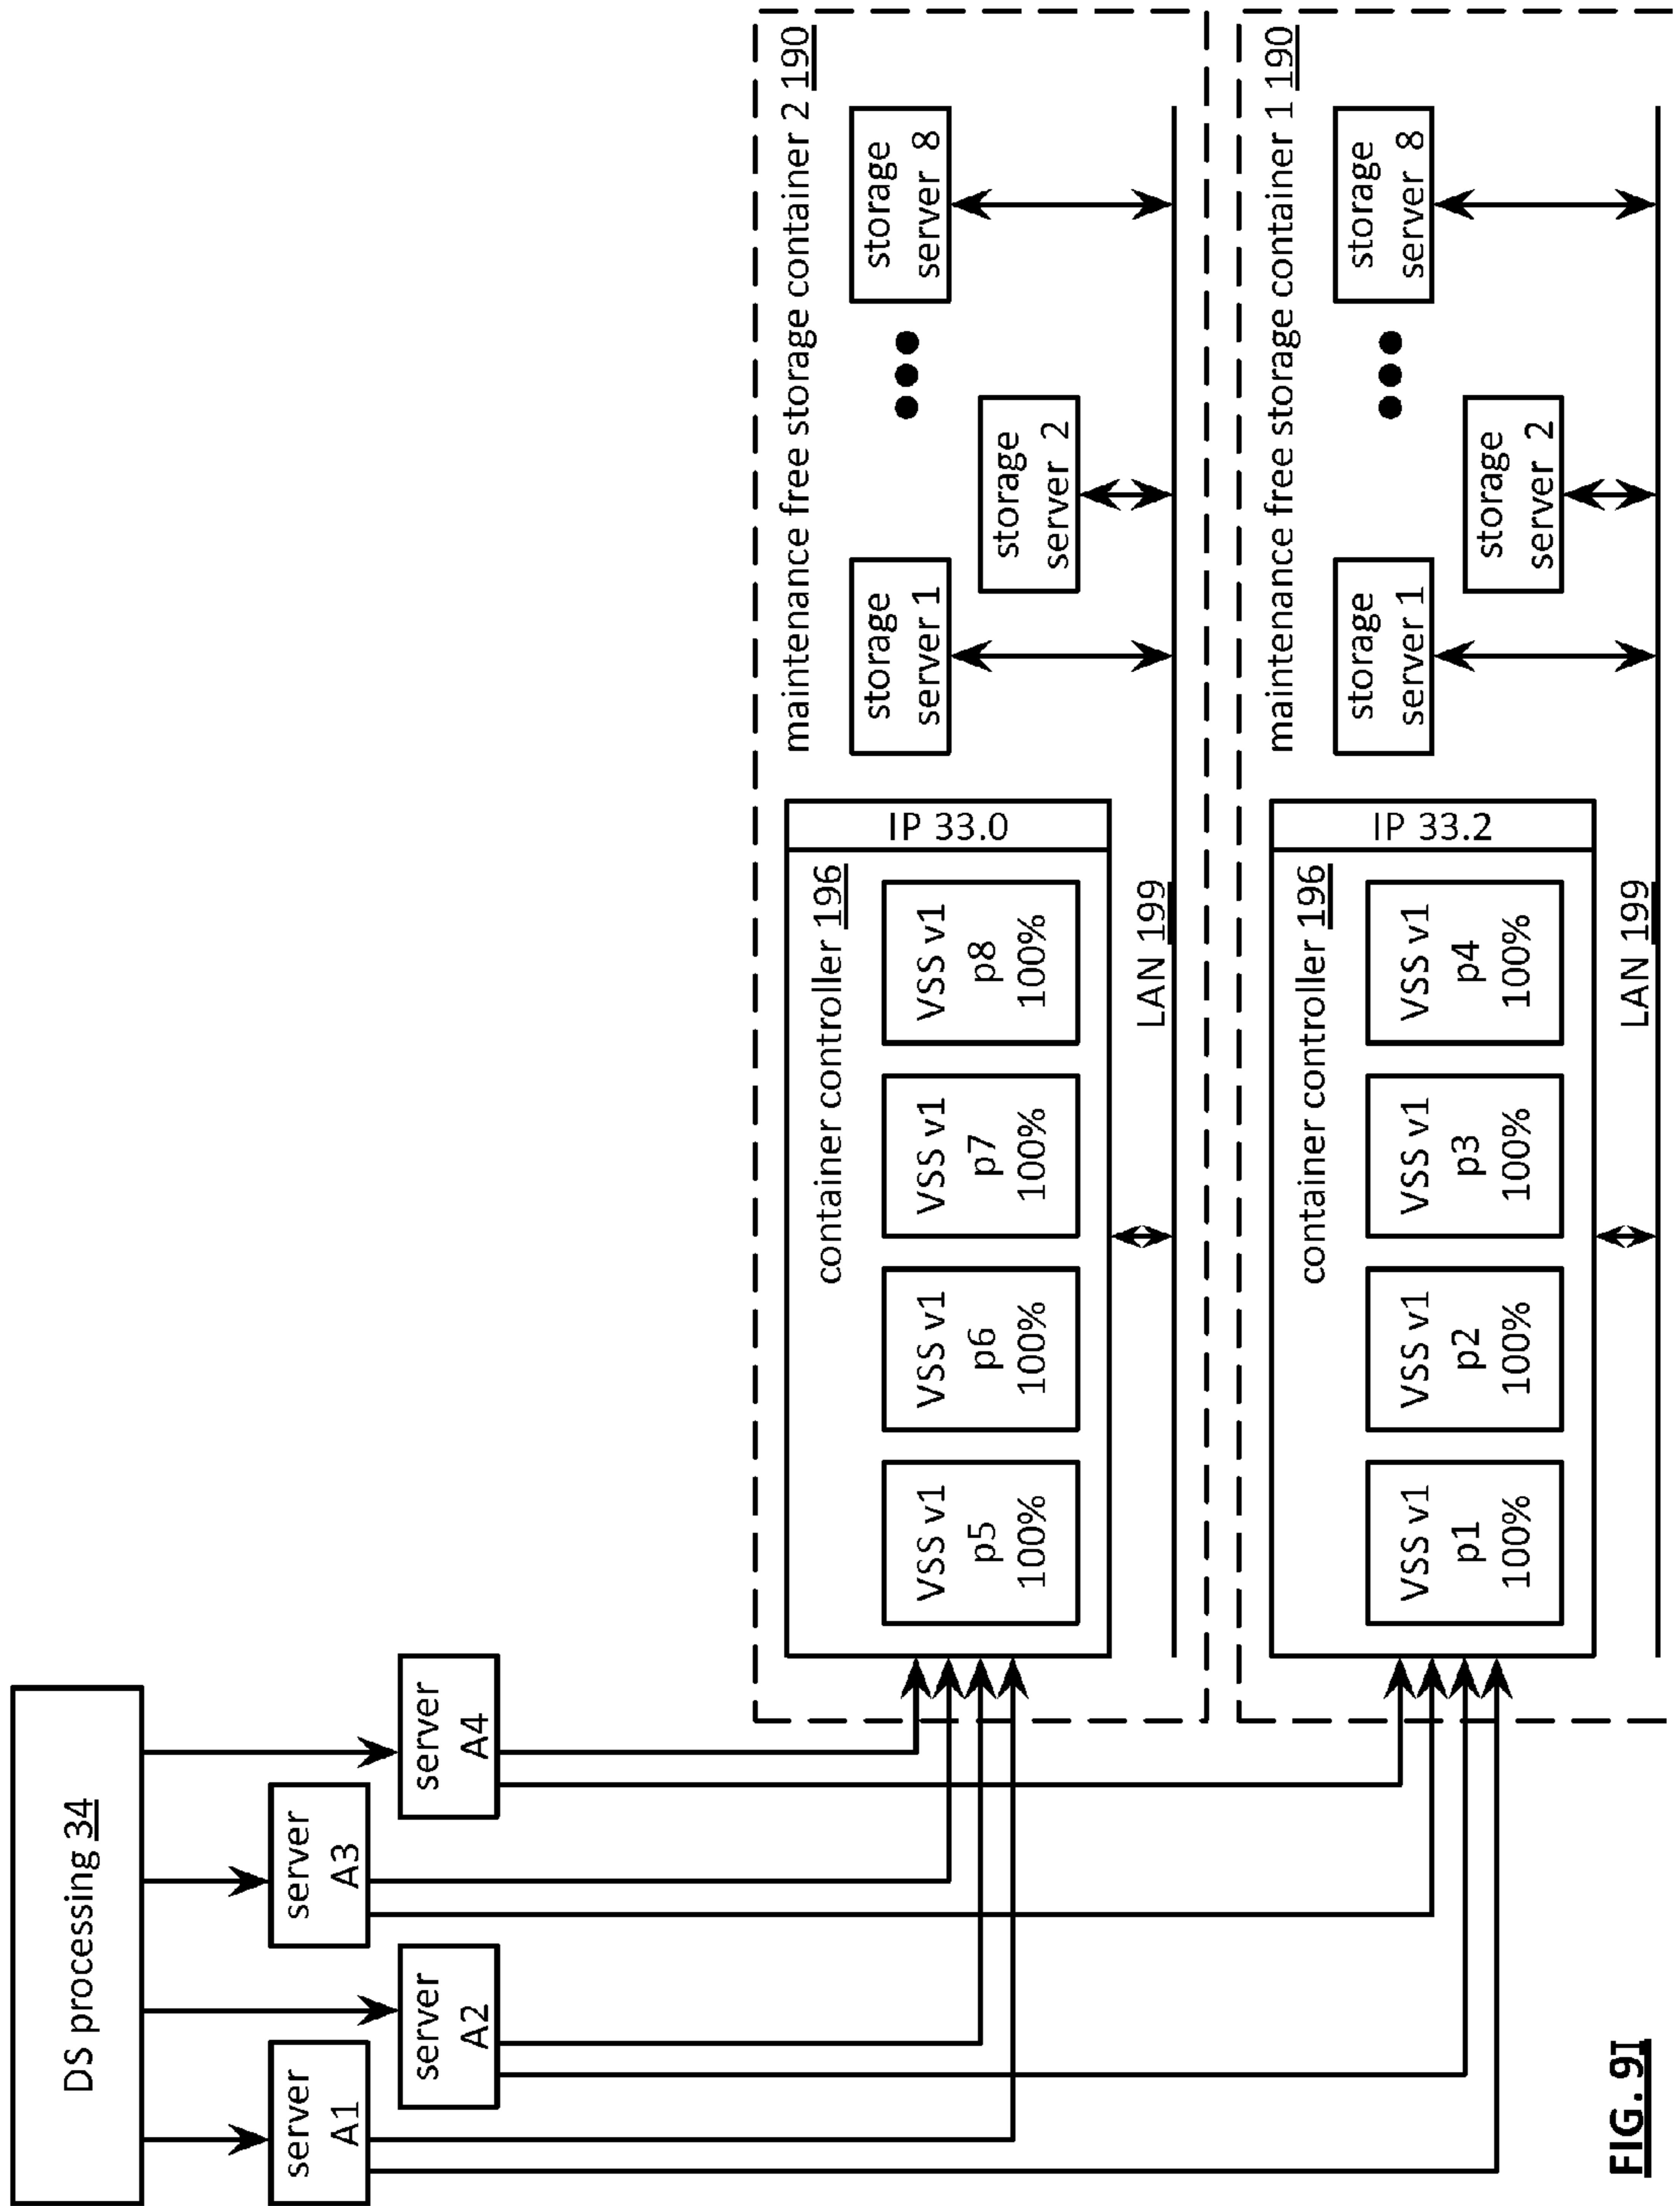 DS processing 34
server
A1
server
A2
server
A3
server
A4
maintenance free storage container 2 190
container controller 196
IP 33.0
VSS v1
p5
100%
VSS v1
p6
100%
VSS v1
p7
100%
VSS v1
p8
100%
LAN 199
storage
server 1
storage
server 2
storage
server 8
maintenance free storage container 1 190
container controller 196
IP 33.2
VSS v1
p1
100%
VSS v1
p2
100%
VSS v1
p3
100%
VSS v1
p4
100%
LAN 199
storage
server 1
storage
server 2
storage
server 8
FIG. 9I